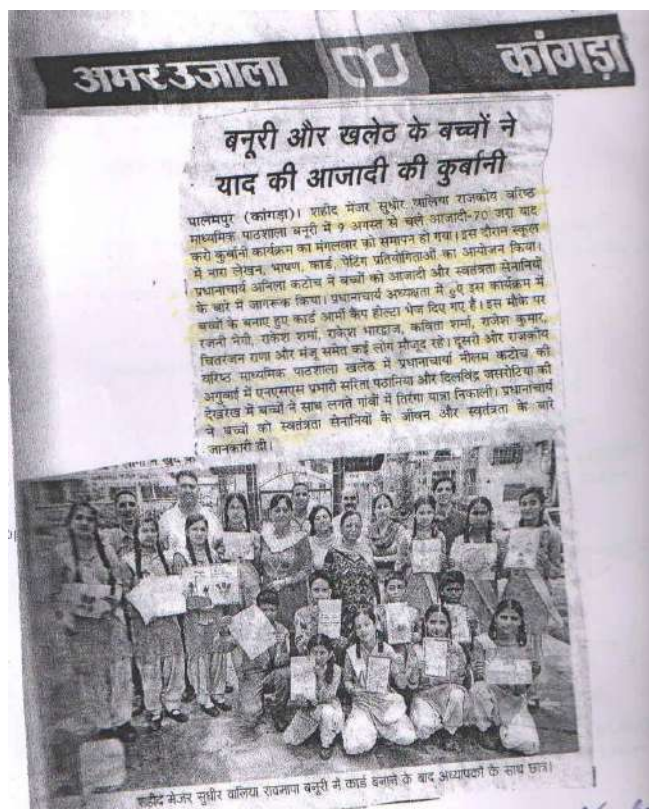 अमर उजाला कांगड़ा
बनूरी और खलेठ के बच्चों ने
याद की आजादी की कुर्बानी
पालमपुर (कांगड़ा)। शहीद मेजर सुधीर वालिया राजकीय वरिष्ठ
माध्यमिक पाठशाला बनूरी में 9 अगस्त से चले आजादी-70 जरा याद
करो कुर्बानी कार्यक्रम का मंगलवार को समापन हो गया। इस दौरान स्कूल
में नारा लेखन, भाषण, कार्ड, पेंटिंग प्रतियोगिताओं का आयोजन किया।
प्रधानाचार्य अनिला कटोच ने बच्चों को आजादी और स्वतंत्रता सेनानियों
के बारे में जागरूक किया। प्रधानाचार्य अध्यक्षता में हुए इस कार्यक्रम में
बच्चों के बनाए हुए कार्ड आर्मी कैंप होल्टा भेज दिए गए है। इस मौके पर
रजनी नेगी, राकेश शर्मा, राकेश भारद्वाज, कविता शर्मा, राजेश कुमार,
चितरंजन राणा और मंजू समेत कई लोग मौजूद रहे। दूसरी ओर राजकीय
वरिष्ठ माध्यमिक पाठशाला खलेठ में प्रधानाचार्या नीलम कटोच की
अगुवाई में एनएसएस प्रभारी सरिता पठानिया और दिलविंद्र जसरोटिया की
देखरेख में बच्चों ने साथ लगते गांवों में तिरंगा यात्रा निकाली। प्रधानाचार्य
ने बच्चों को स्वतंत्रता सेनानियों के जीवन और स्वतंत्रता के बारे
जानकारी दी।
शहीद मेजर सुधीर वालिया रावमापा बनूरी में कार्ड बनाने के बाद अध्यापकों के साथ छात्र।